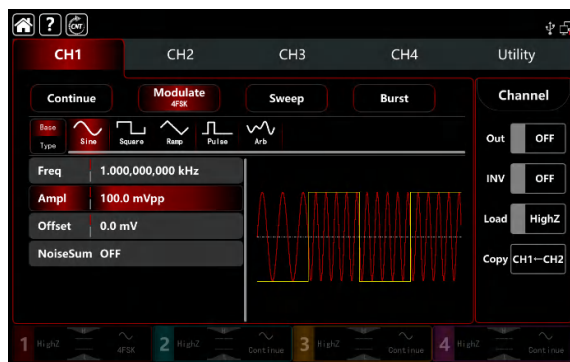 ?
CNT
CH1 CH2 CH3 CH4 Utility
Continue Modulate Sweep Burst Channel
4FSK
Base
Type Sine Square Ramp Pulse Arb
Out OFF
Freq 1.000,000,000 kHz
INV OFF
Ampl 100.0 mVpp
Load HighZ
Offset 0.0 mV
NoiseSum OFF
Copy CH1←CH2
1 HighZ 4FSK 2 HighZ Continue 3 HighZ Continue 4 HighZ Continue